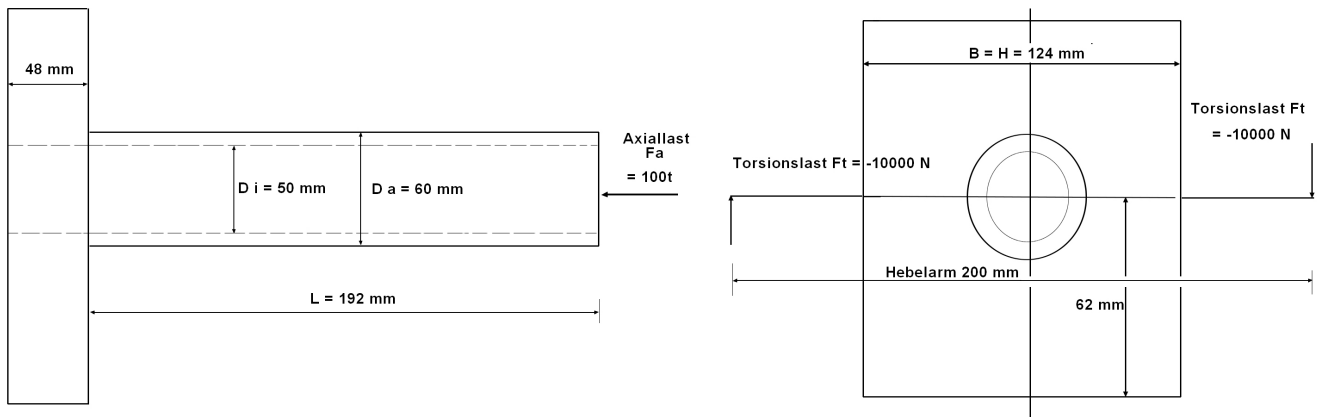 48 mm
D i = 50 mm
D a = 60 mm
Axiallast
Fa
= 100t
L = 192 mm
B = H = 124 mm
Torsionslast Ft
= -10000 N
Torsionslast Ft = -10000 N
Hebelarm 200 mm
62 mm